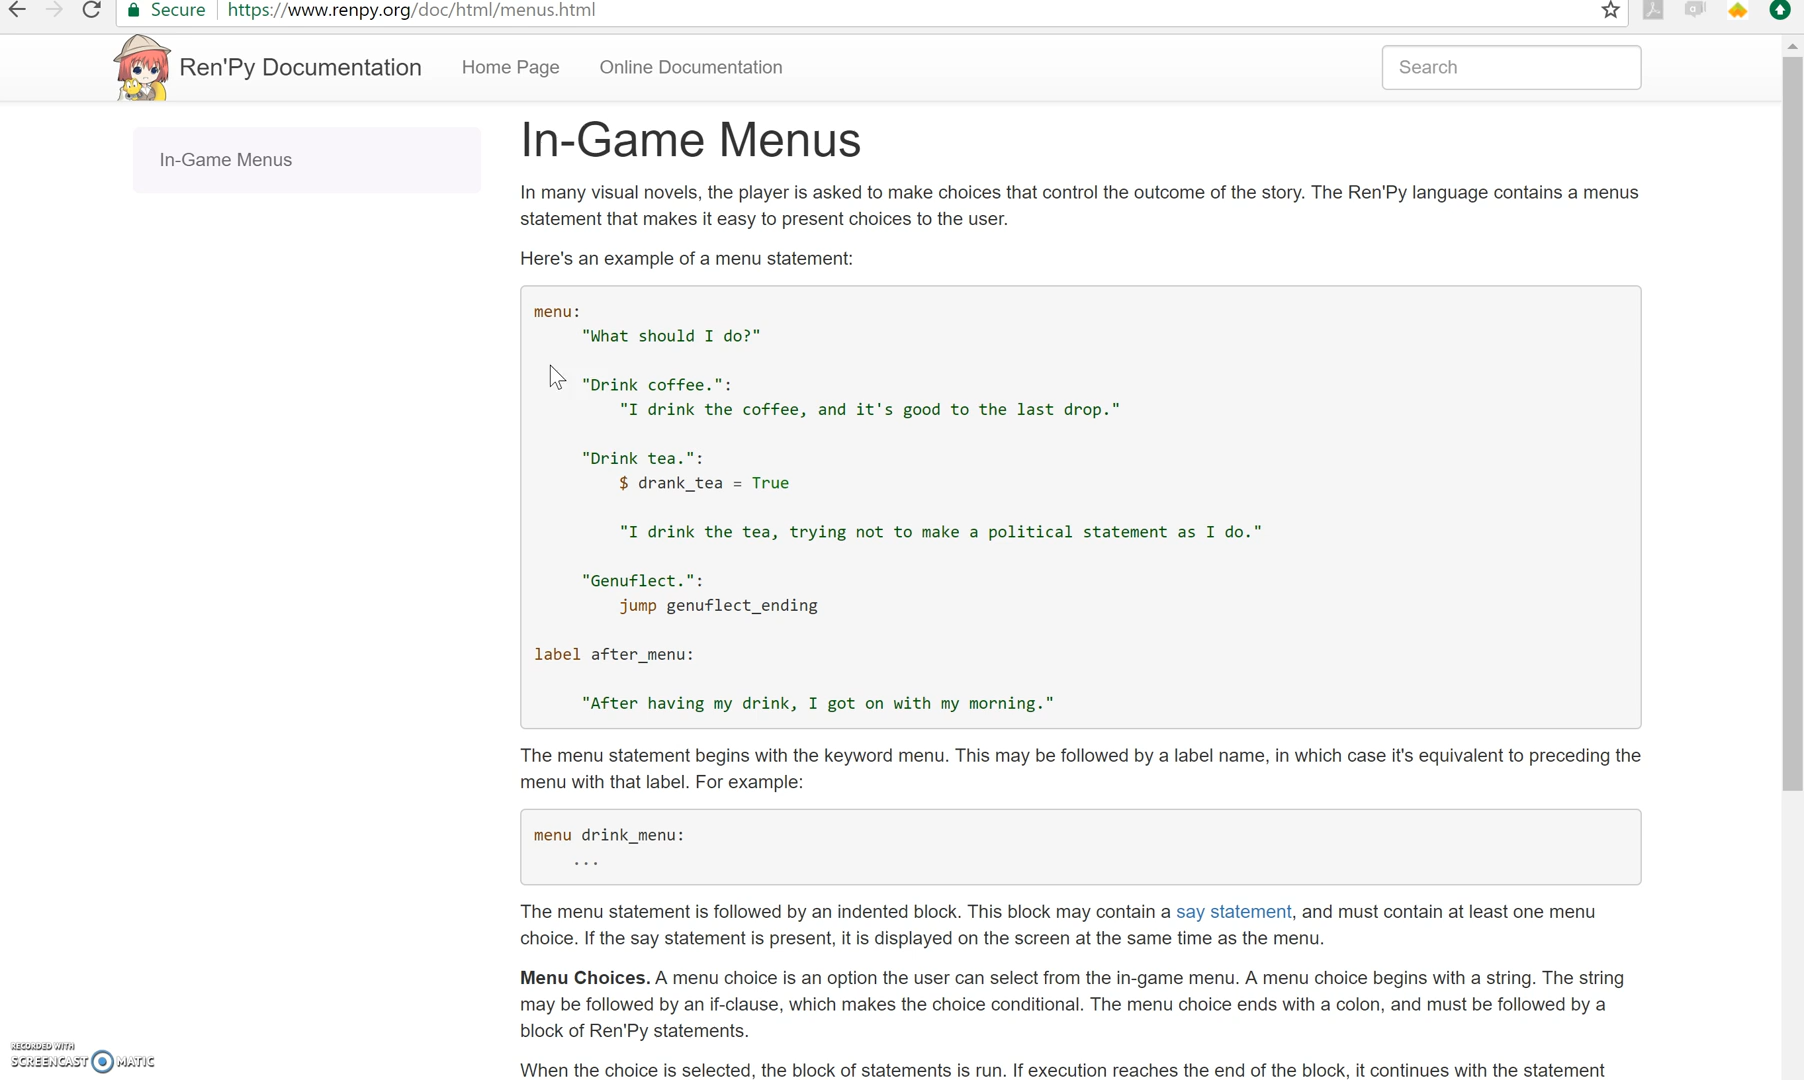 Secure https://www.renpy.org/doc/html/menus.html
Ren'Py Documentation Home Page Online Documentation Search
In-Game Menus
In-Game Menus
In many visual novels, the player is asked to make choices that control the outcome of the story. The Ren'Py language contains a menus
statement that makes it easy to present choices to the user.
Here's an example of a menu statement:
menu:
"What should I do?"
"Drink coffee.":
"I drink the coffee, and it's good to the last drop."
"Drink tea.":
$ drank_tea = True
"I drink the tea, trying not to make a political statement as I do."
"Genuflect.":
jump genuflect_ending
label after_menu:
"After having my drink, I got on with my morning."
The menu statement begins with the keyword menu. This may be followed by a label name, in which case it's equivalent to preceding the
menu with that label. For example:
menu drink_menu:
...
The menu statement is followed by an indented block. This block may contain a say statement, and must contain at least one menu
choice. If the say statement is present, it is displayed on the screen at the same time as the menu.
Menu Choices. A menu choice is an option the user can select from the in-game menu. A menu choice begins with a string. The string
may be followed by an if-clause, which makes the choice conditional. The menu choice ends with a colon, and must be followed by a
block of Ren'Py statements.
When the choice is selected, the block of statements is run. If execution reaches the end of the block, it continues with the statement
RECORDED WITH
SCREENCAST MATIC